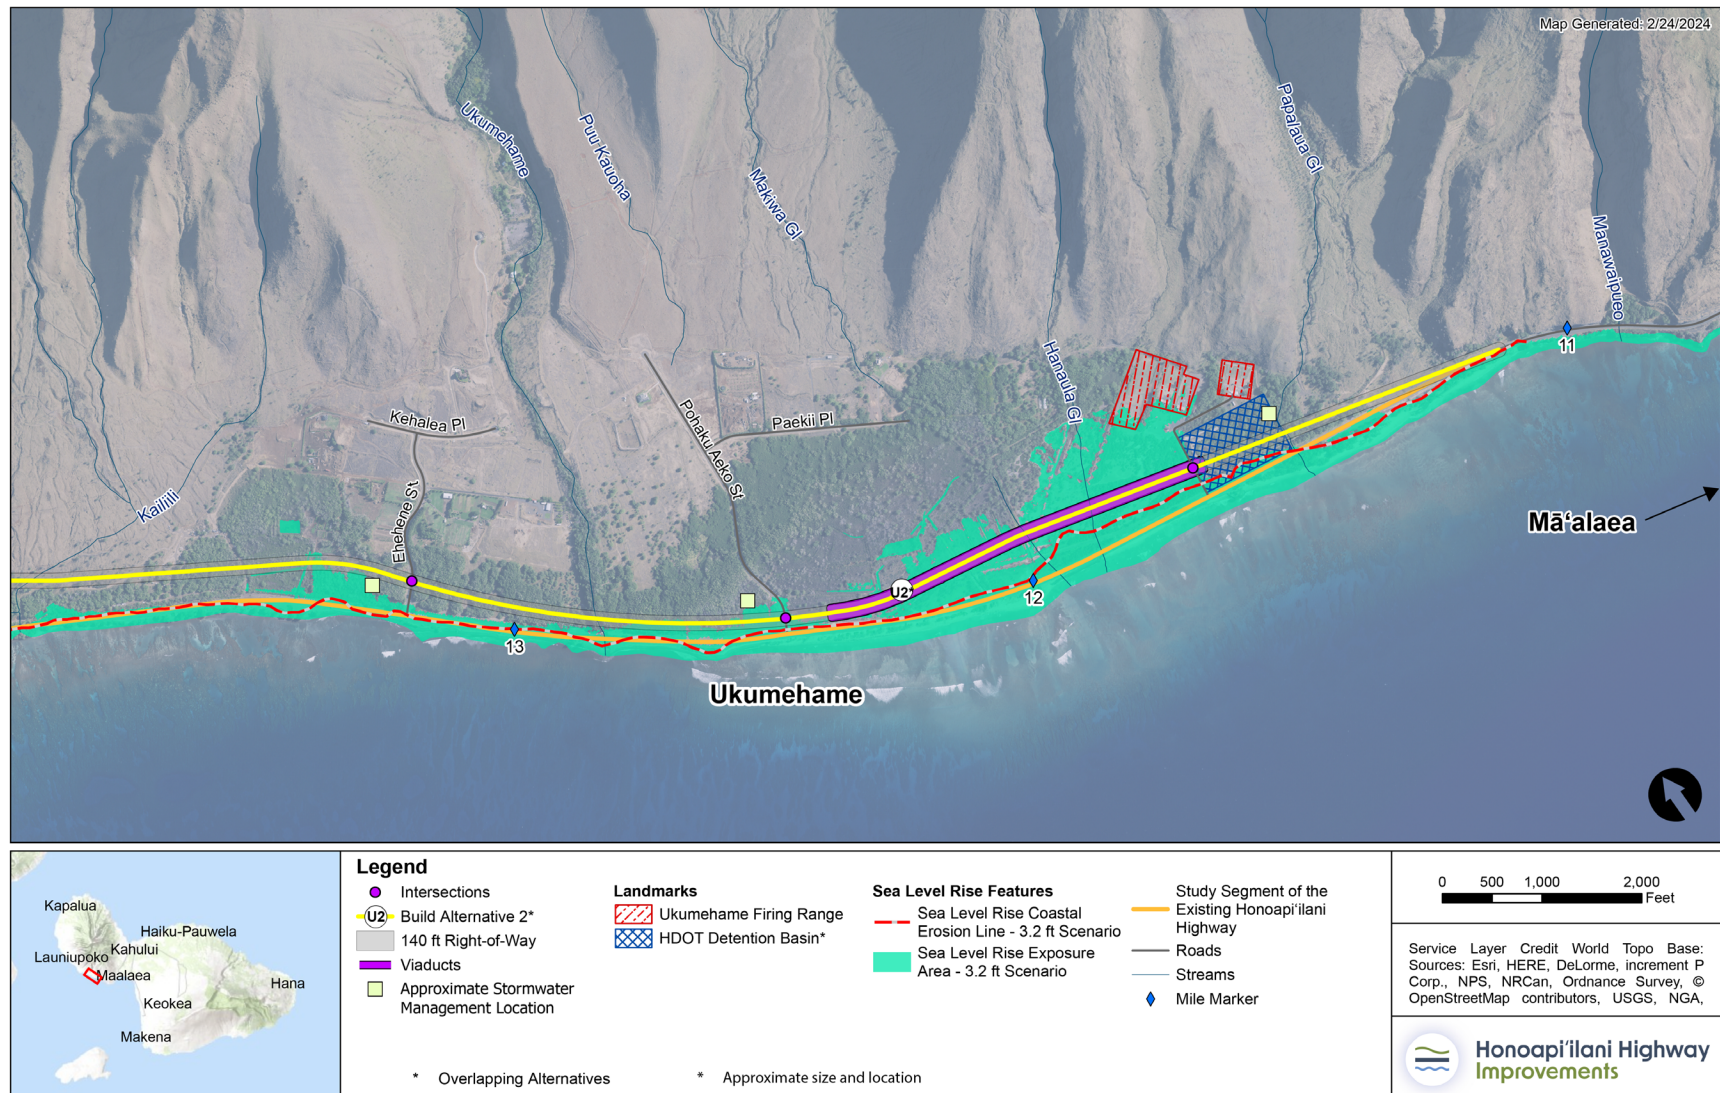 Map Generated: 2/24/2024
Ukumehame
Puu Kauoha
Makiwa Gl
Papalaua Gl
Manawaipueo
Hanaula Gl
11
Kehalea Pl
Pohaku Aeko St
Paekii Pl
Kailiili
Ehehene St
Māʻalaea
U2*
12
13
Ukumehame
Kapalua
Haiku-Pauwela
Kahului
Launiupoko
Maalaea
Hana
Keokea
Makena
Legend
Intersections
U2 Build Alternative 2*
140 ft Right-of-Way
Viaducts
Approximate Stormwater
Management Location
Landmarks
Ukumehame Firing Range
HDOT Detention Basin*
Sea Level Rise Features
Sea Level Rise Coastal
Erosion Line - 3.2 ft Scenario
Sea Level Rise Exposure
Area - 3.2 ft Scenario
Study Segment of the
Existing Honoapiʻilani
Highway
Roads
Streams
Mile Marker
* Overlapping Alternatives
* Approximate size and location
0 500 1,000 2,000
Feet
Service Layer Credit World Topo Base:
Sources: Esri, HERE, DeLorme, increment P
Corp., NPS, NRCan, Ordnance Survey, ©
OpenStreetMap contributors, USGS, NGA,
Honoapiʻilani Highway
Improvements